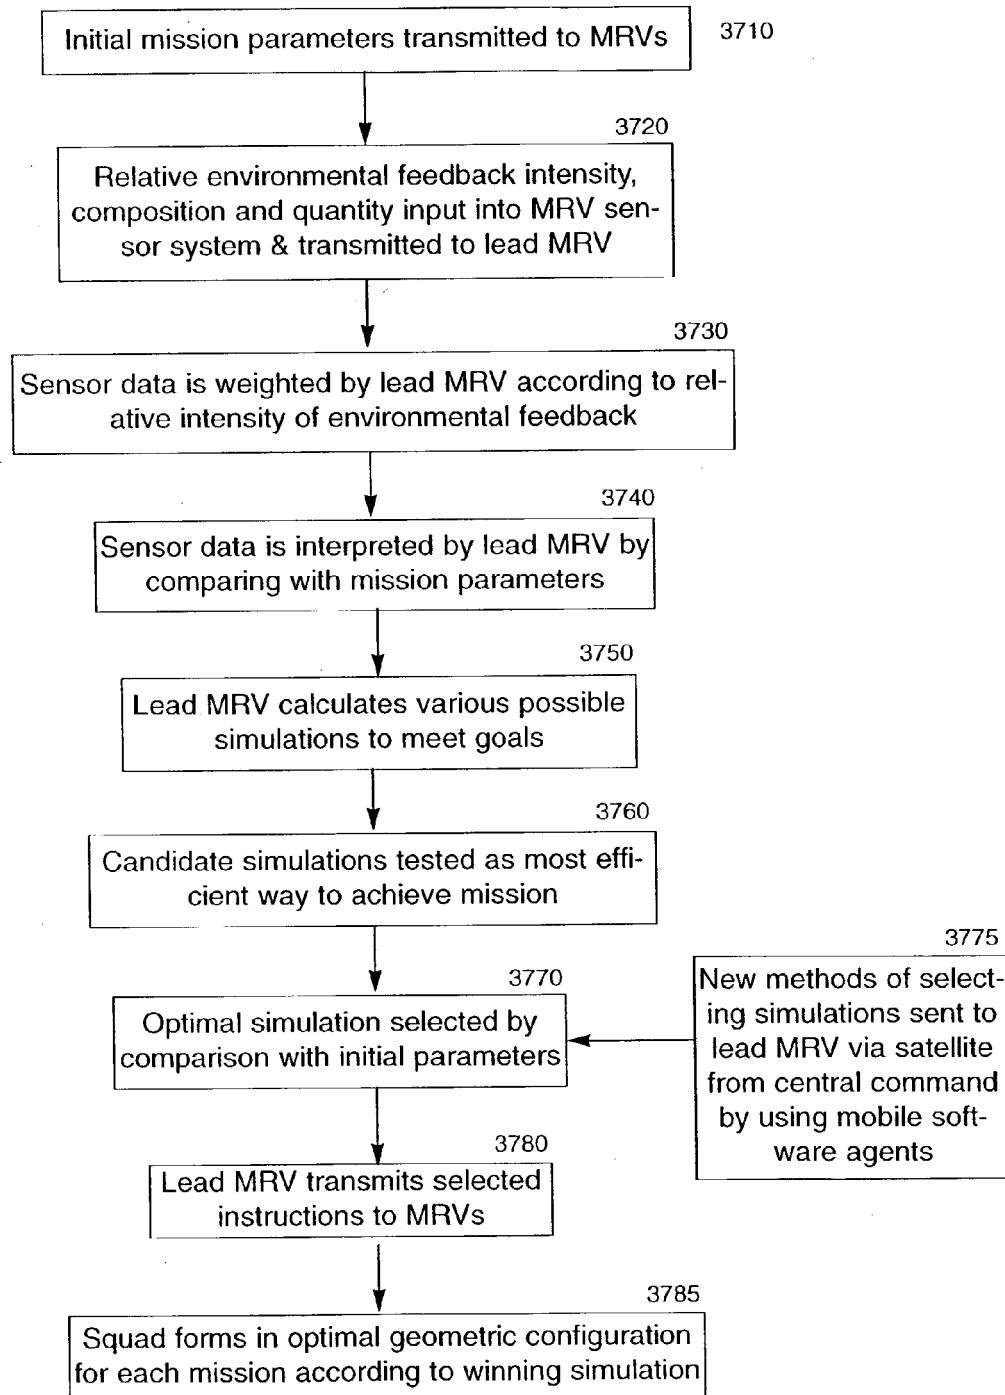 Initial mission parameters transmitted to MRVs
3710
3720
Relative environmental feedback intensity,
composition and quantity input into MRV sen-
sor system & transmitted to lead MRV
3730
Sensor data is weighted by lead MRV according to rel-
ative intensity of environmental feedback
3740
Sensor data is interpreted by lead MRV by
comparing with mission parameters
3750
Lead MRV calculates various possible
simulations to meet goals
3760
Candidate simulations tested as most effi-
cient way to achieve mission
3770
Optimal simulation selected by
comparison with initial parameters
3775
New methods of select-
ing simulations sent to
lead MRV via satellite
from central command
by using mobile soft-
ware agents
3780
Lead MRV transmits selected
instructions to MRVs
3785
Squad forms in optimal geometric configuration
for each mission according to winning simulation